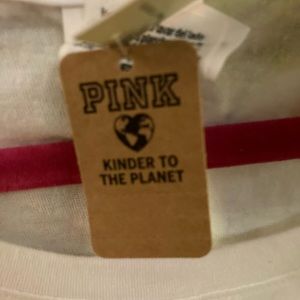 PINK
KINDER TO
THE PLANET